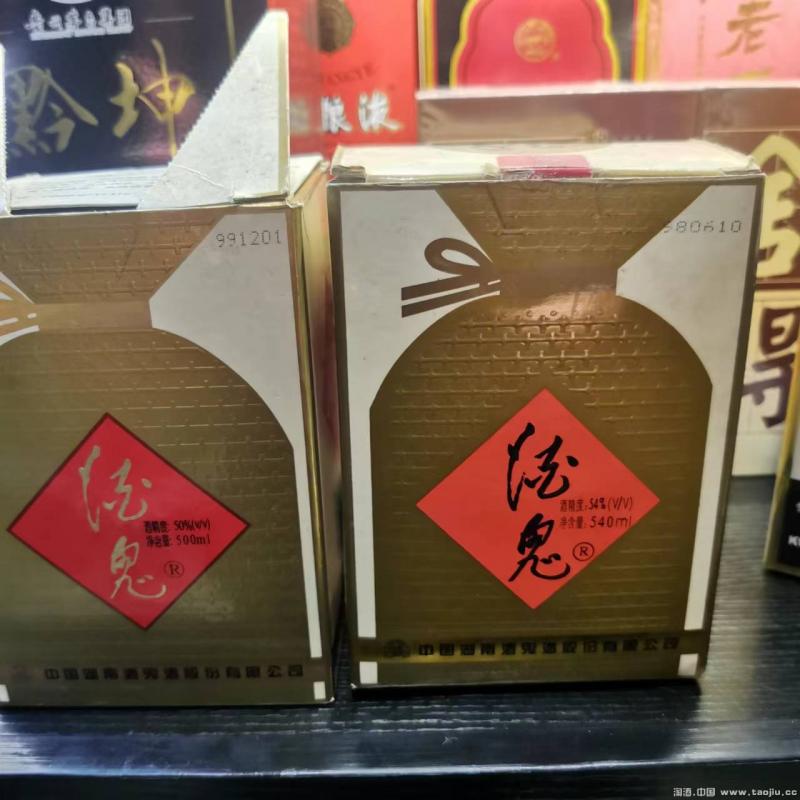 黔坤
酿液
老
991201
酒鬼
酒精度: 50%(V/V)
净含量: 500ml
®
中国湖南酒鬼酒股份有限公司
980610
酒鬼
酒精度: 54%(V/V)
净含量: 540ml
®
中国湖南酒鬼酒股份有限公司
淘酒.中国 www.taojiu.cc